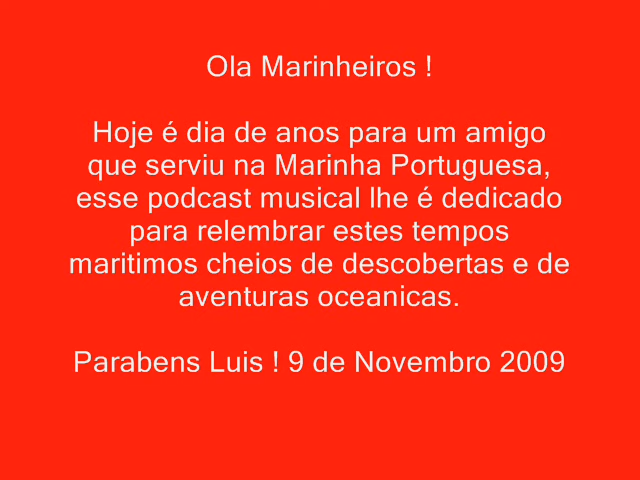 Ola Marinheiros !
Hoje é dia de anos para um amigo
que serviu na Marinha Portuguesa,
esse podcast musical lhe é dedicado
para relembrar estes tempos
maritimos cheios de descobertas e de
aventuras oceanicas.
Parabens Luis ! 9 de Novembro 2009